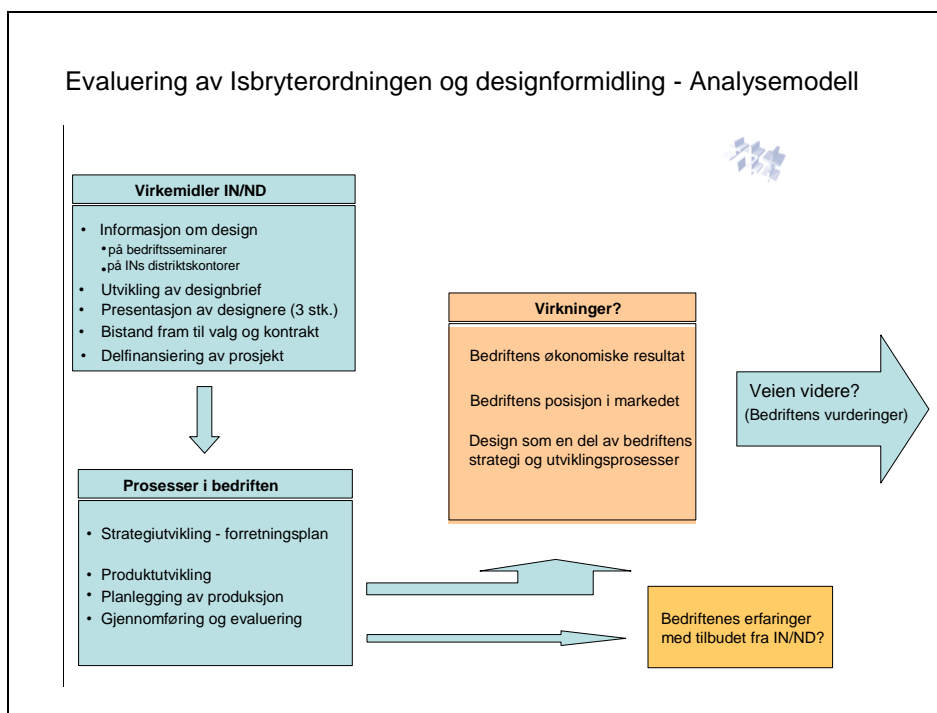 Evaluering av Isbryterordningen og designformidling - Analysemodell
Virkemidler IN/ND
• Informasjon om design
• på bedriftsseminarer
• på INs distriktskontorer
• Utvikling av designbrief
• Presentasjon av designere (3 stk.)
• Bistand fram til valg og kontrakt
• Delfinansiering av prosjekt
Prosesser i bedriften
• Strategiutvikling - forretningsplan
• Produktutvikling
• Planlegging av produksjon
• Gjennomføring og evaluering
Virkninger?
Bedriftens økonomiske resultat
Bedriftens posisjon i markedet
Design som en del av bedriftens
strategi og utviklingsprosesser
Veien videre?
(Bedriftens vurderinger)
Bedriftenes erfaringer
med tilbudet fra IN/ND?